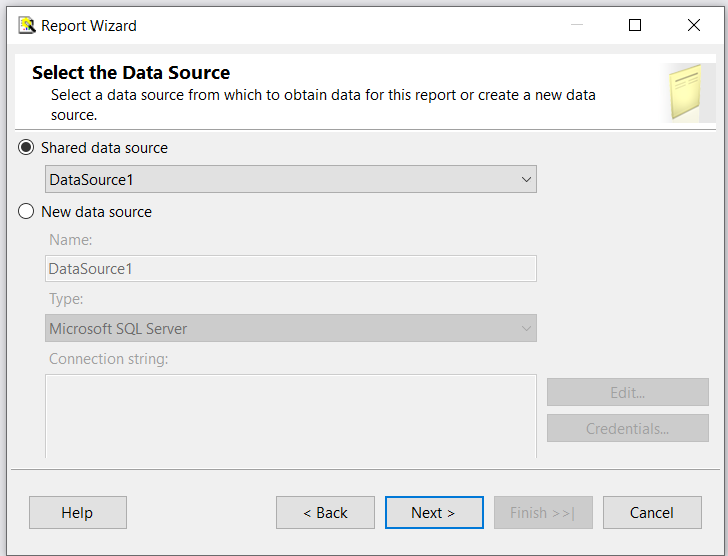 Report Wizard
Select the Data Source
Select a data source from which to obtain data for this report or create a new data
source.
Shared data source
DataSource1
New data source
Name:
DataSource1
Type:
Microsoft SQL Server
Connection string:
Edit...
Credentials...
Help
< Back
Next >
Finish >>|
Cancel